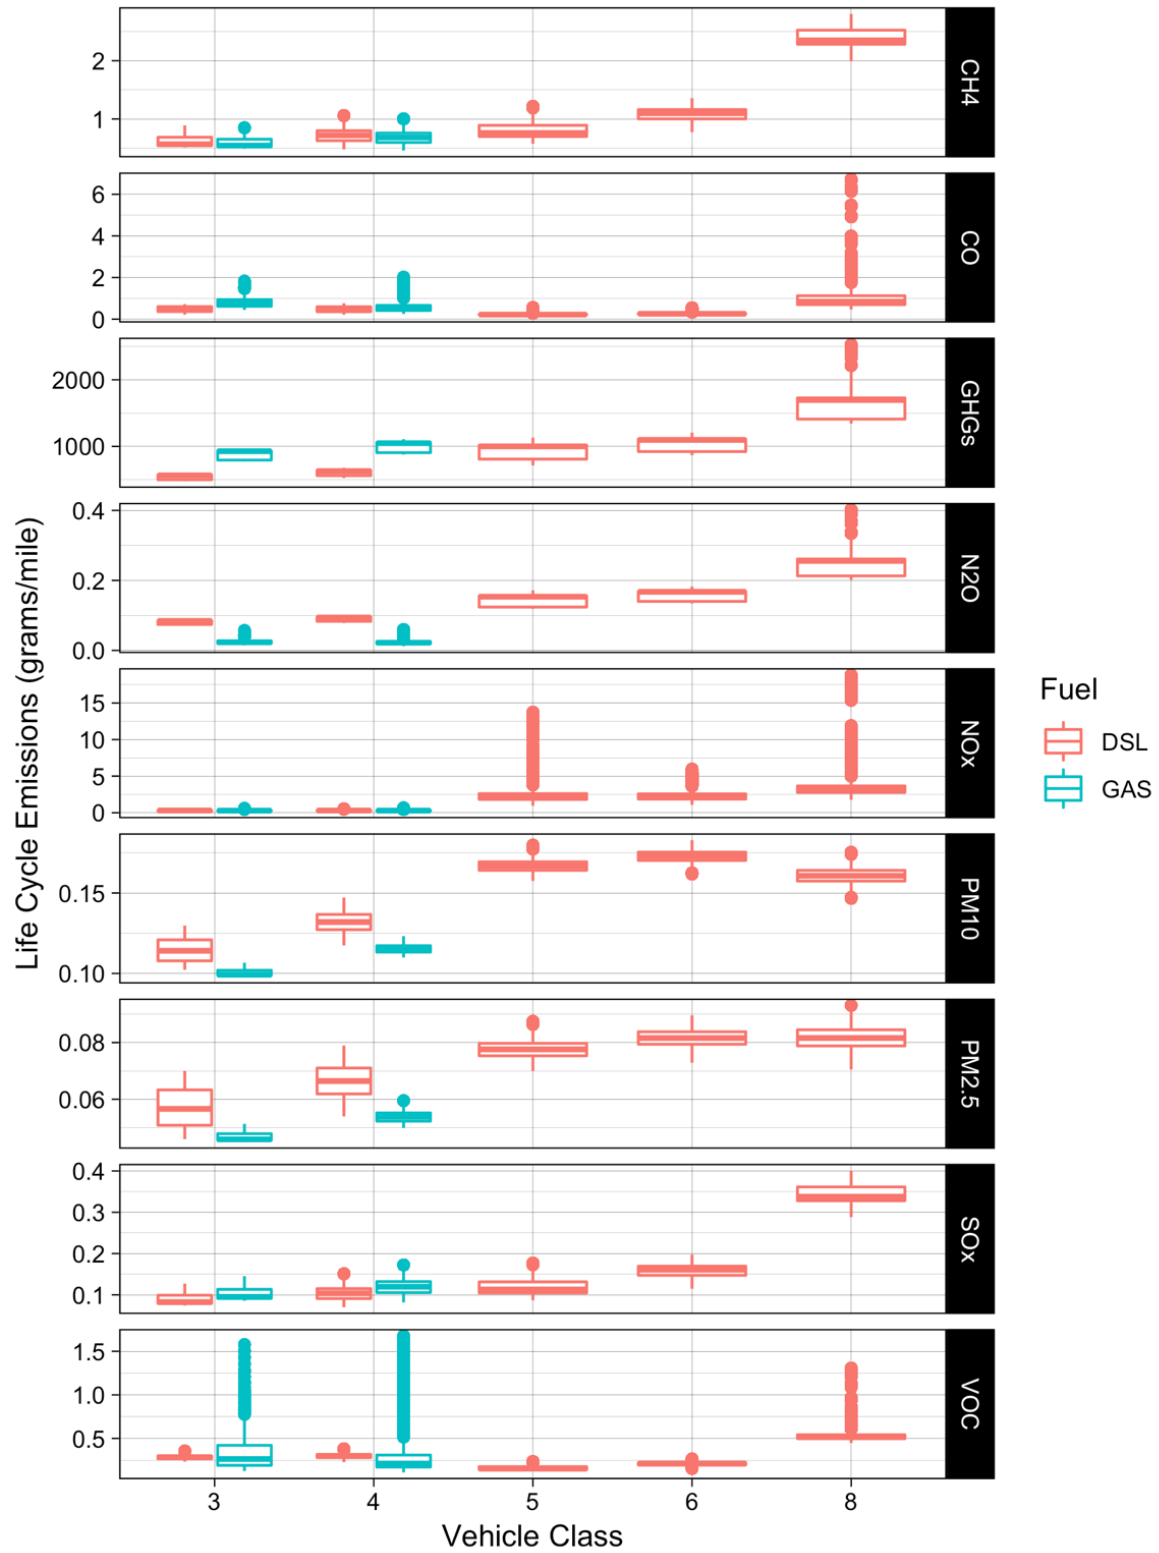 2
1
CH4
6
4
2
0
CO
2000
1000
GHGs
0.4
0.2
0.0
N2O
15
10
5
0
NOx
0.15
0.10
PM10
0.08
0.06
PM2.5
0.4
0.3
0.2
0.1
SOx
1.5
1.0
0.5
VOC
3 4 5 6 8
Vehicle Class
Life Cycle Emissions (grams/mile)
Fuel
DSL
GAS